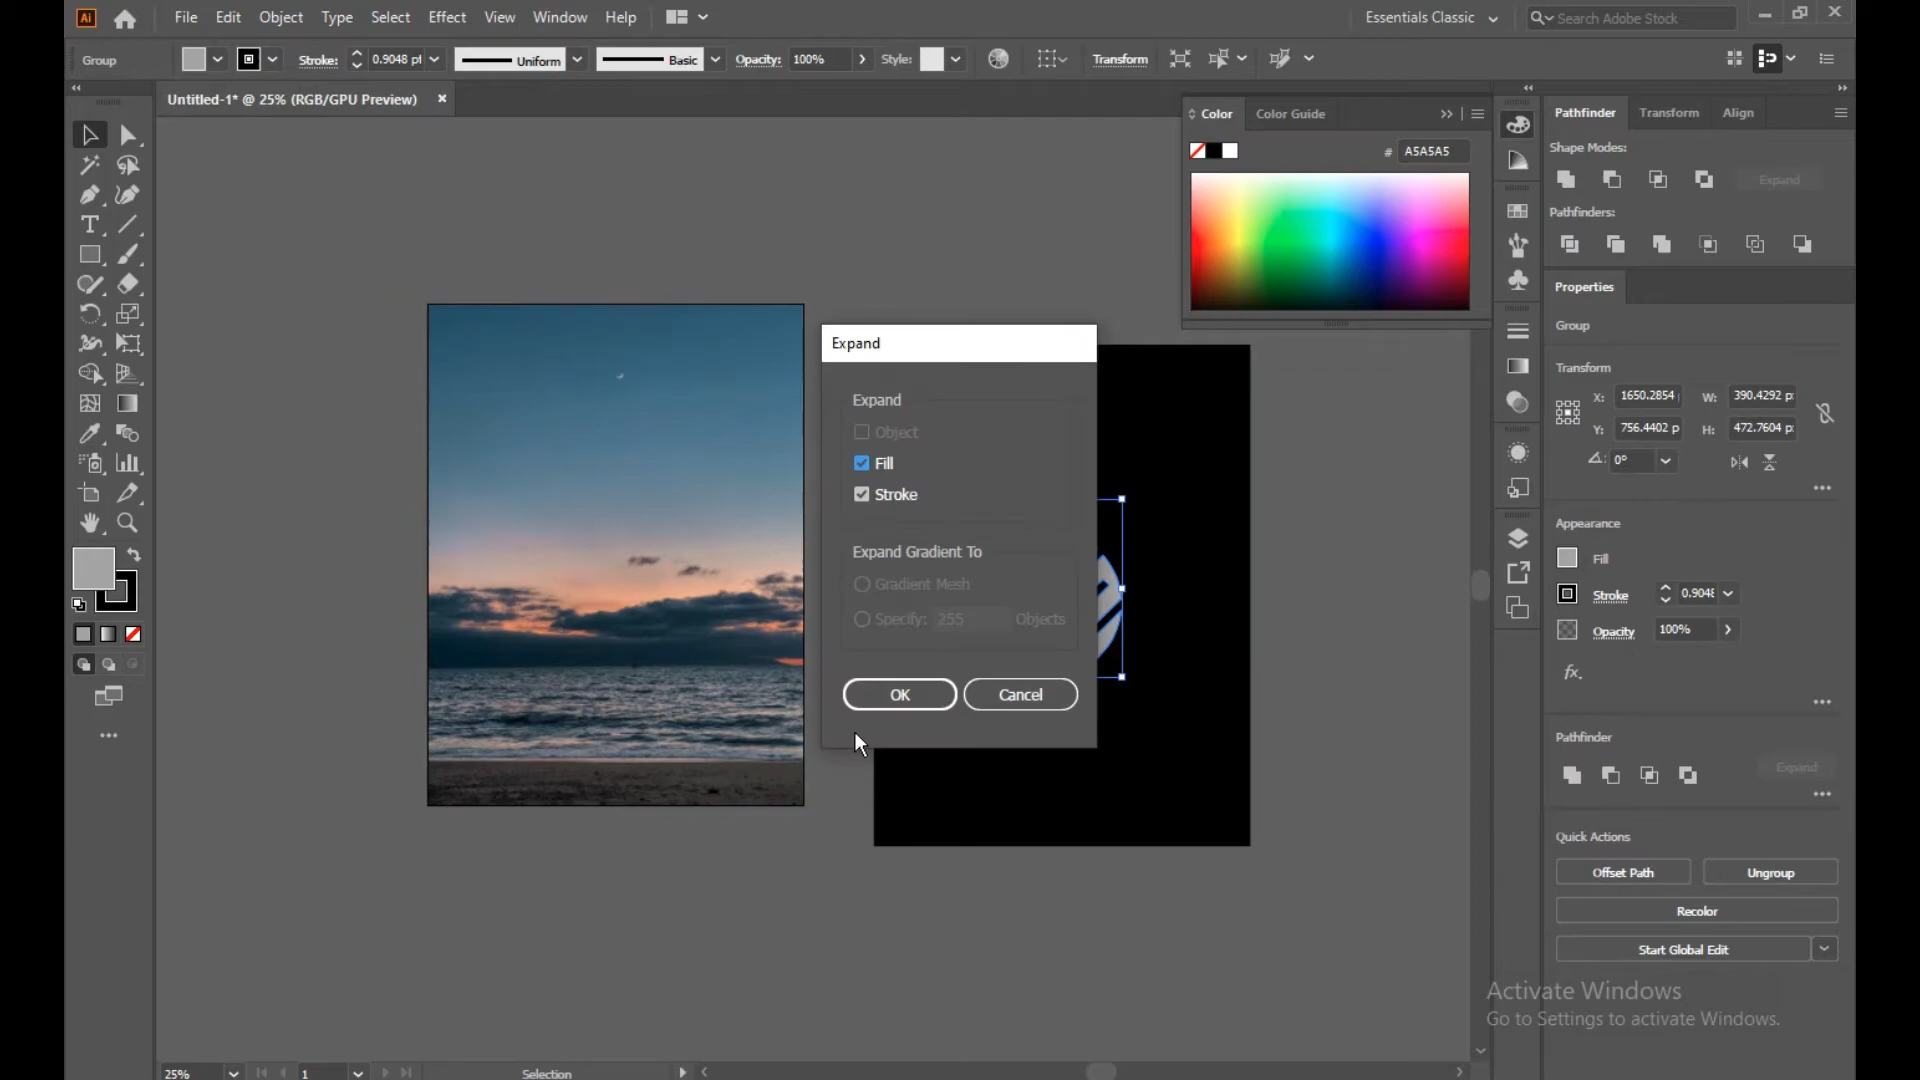 Ai File Edit Object Type Select Effect View Window Help Essentials Classic Search Adobe Stock
Group Stroke: 0.9048 pt Uniform Basic Opacity: 100% Style: Transform
Untitled-1* @ 25% (RGB/GPU Preview)
Color Color Guide
# A5A5A5
Pathfinder Transform Align
Shape Modes:
Expand
Pathfinders:
Properties
Group
Transform
X: 1650.2854 W: 390.4292 p
Y: 756.4402 p H: 472.7604 p
0°
Appearance
Fill
Stroke 0.9048
Opacity 100%
fx.
Pathfinder
Expand
Quick Actions
Offset Path Ungroup
Recolor
Start Global Edit
Expand
Expand
Object
Fill
Stroke
Expand Gradient To
Gradient Mesh
Specify: 255 Objects
OK Cancel
Activate Windows
Go to Settings to activate Windows.
25% 1 Selection